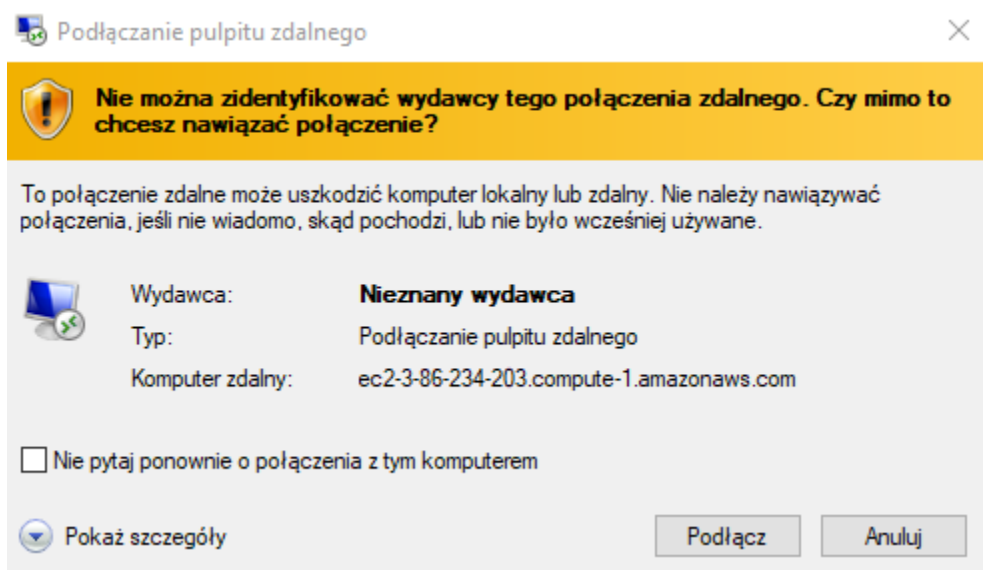 Podłączanie pulpitu zdalnego
Nie można zidentyfikować wydawcy tego połączenia zdalnego. Czy mimo to
chcesz nawiązać połączenie?
To połączenie zdalne może uszkodzić komputer lokalny lub zdalny. Nie należy nawiązywać
połączenia, jeśli nie wiadomo, skąd pochodzi, lub nie było wcześniej używane.
Wydawca: Nieznany wydawca
Typ: Podłączanie pulpitu zdalnego
Komputer zdalny: ec2-3-86-234-203.compute-1.amazonaws.com
Nie pytaj ponownie o połączenia z tym komputerem
Pokaż szczegóły Podłącz Anuluj